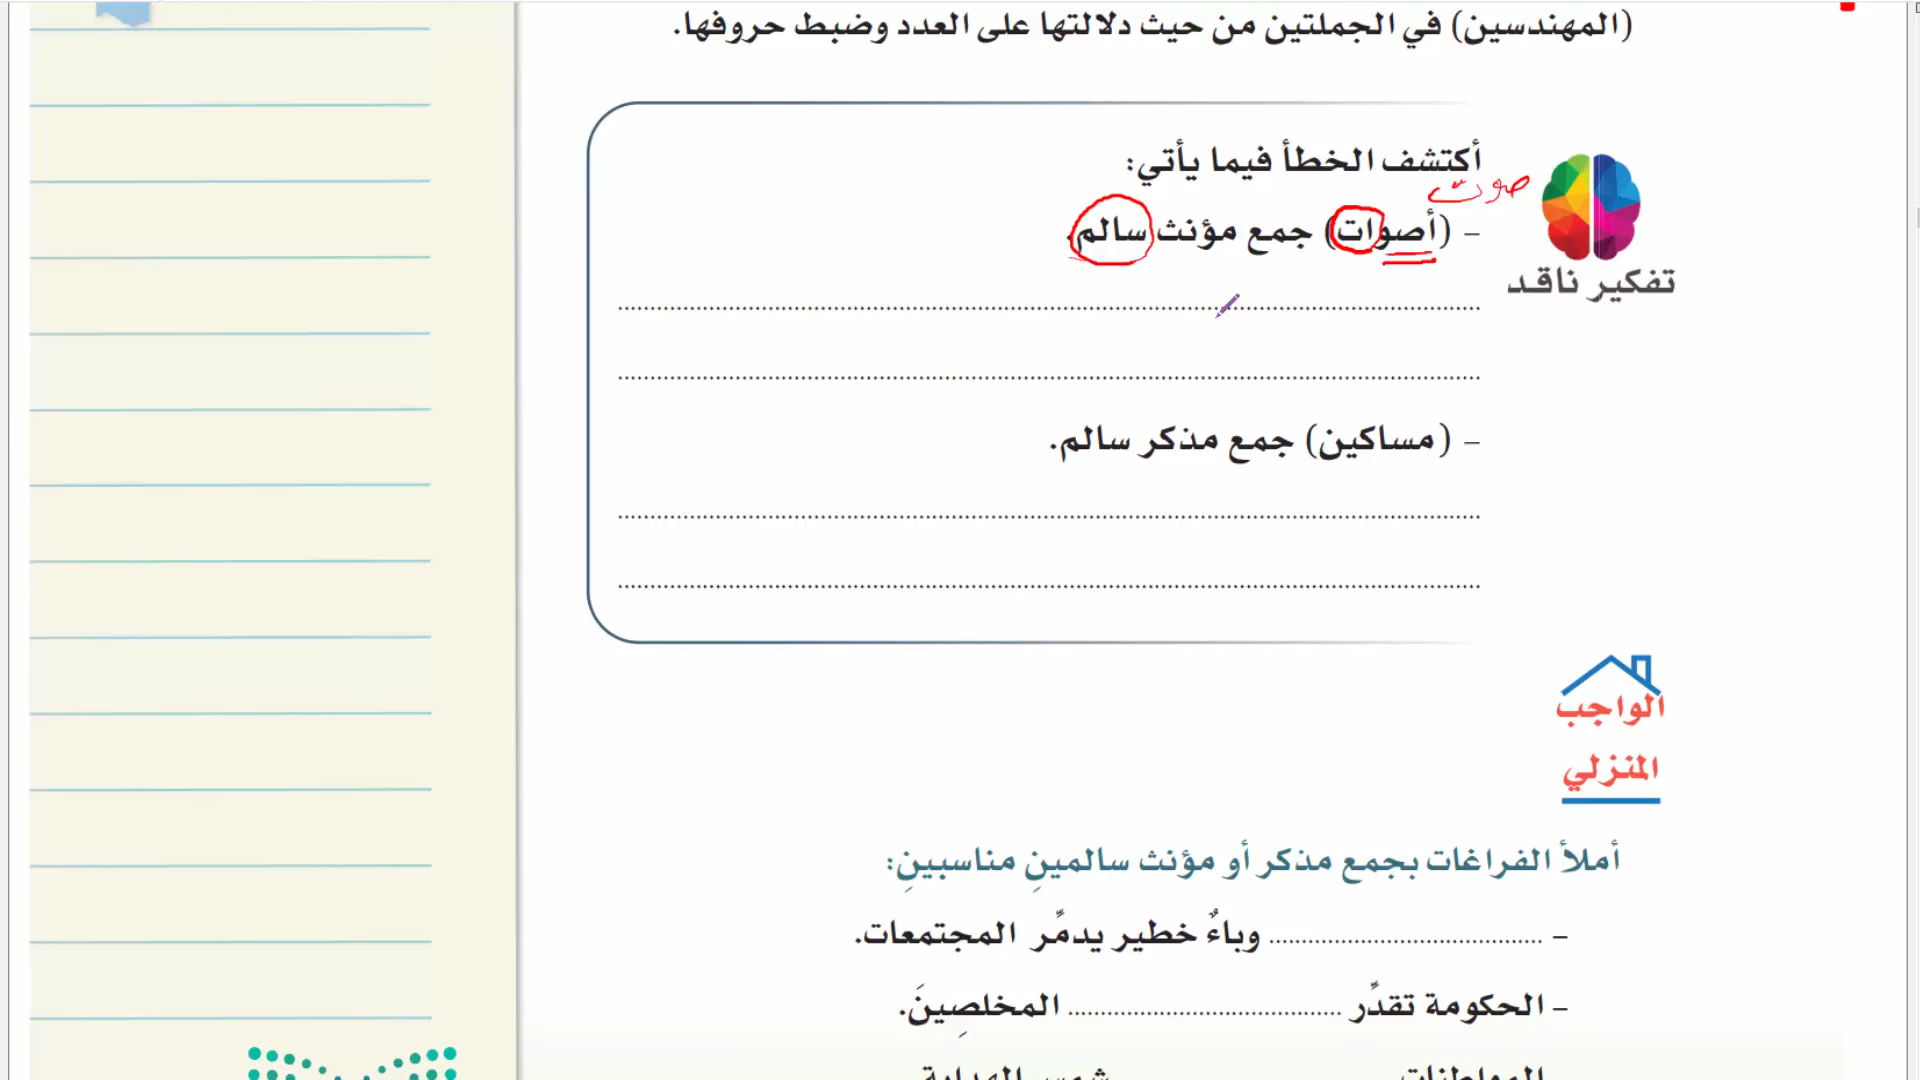 (المهندسين) في الجملتين من حيث دلالتها على العدد وضبط حروفها.
أكتشف الخطأ فيما يأتي:
صوت
– (أصوات) جمع مؤنث سالم.
تفكير ناقد
– (مساكين) جمع مذكر سالم.
الواجب
المنزلي
أملأ الفراغات بجمع مذكر أو مؤنث سالمينِ مناسبينِ:
– ........................................ وباءٌ خطير يدمِّر المجتمعات.
– الحكومة تقدِّر ........................................ المخلصِينَ.